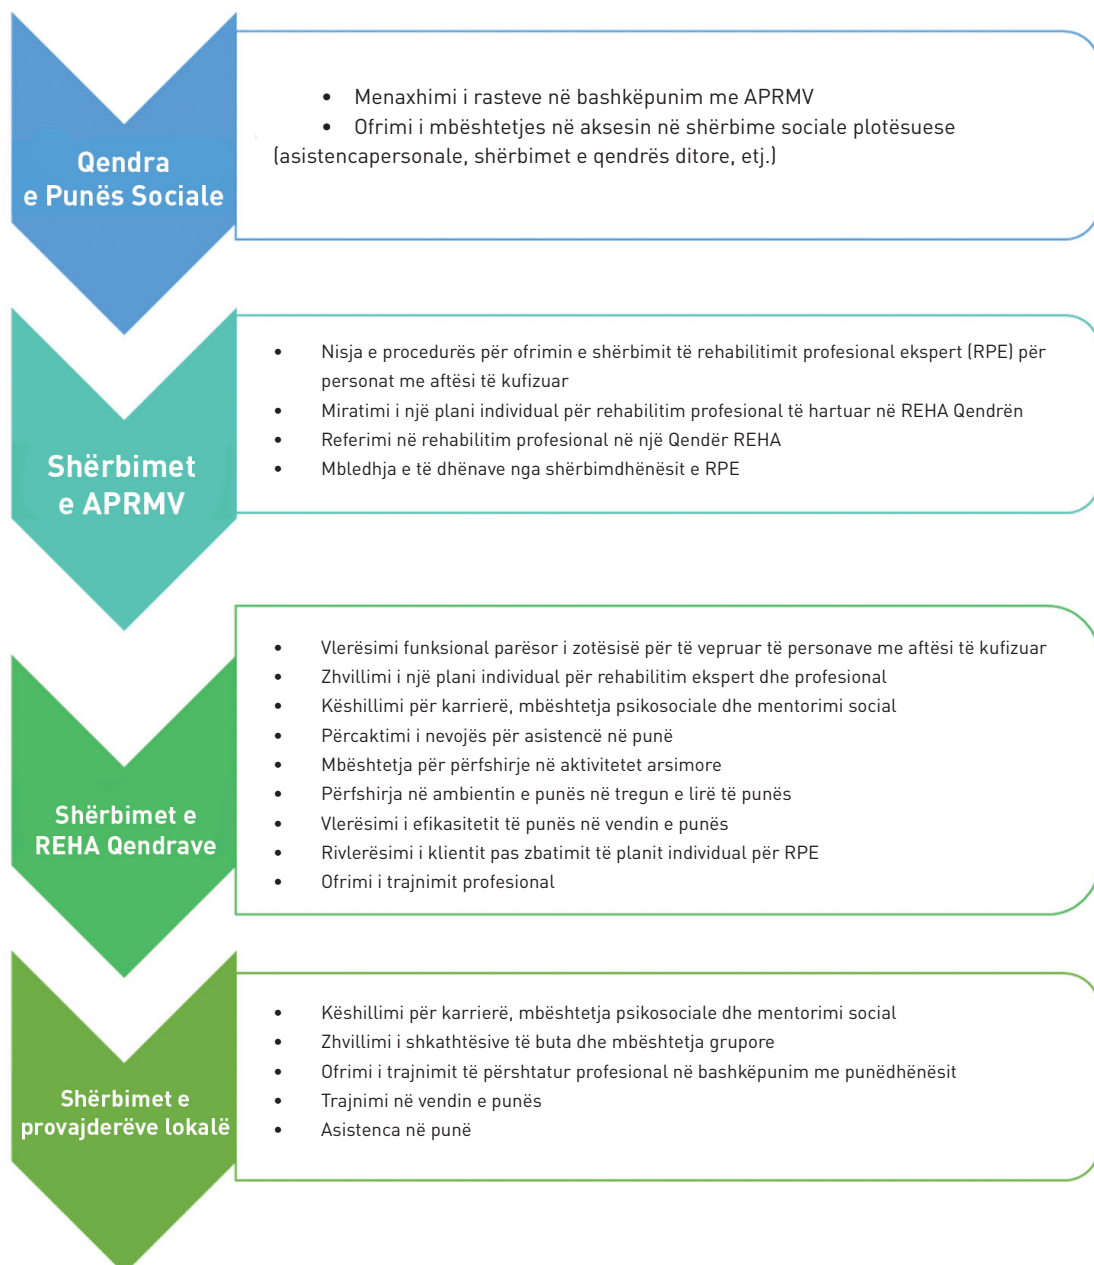 Qendra
e Punës Sociale
• Menaxhimi i rasteve në bashkëpunim me APRMV
• Ofrimi i mbështetjes në aksesin në shërbime sociale plotësuese
(asistencapersonale, shërbimet e qendrës ditore, etj.)
Shërbimet
e APRMV
• Nisja e procedurës për ofrimin e shërbimit të rehabilitimit profesional ekspert (RPE) për
personat me aftësi të kufizuar
• Miratimi i një plani individual për rehabilitim profesional të hartuar në REHA Qendrën
• Referimi në rehabilitim profesional në një Qendër REHA
• Mbledhja e të dhënave nga shërbimdhënësit e RPE
Shërbimet e
REHA Qendrave
• Vlerësimi funksional parësor i zotësisë për të vepruar të personave me aftësi të kufizuar
• Zhvillimi i një plani individual për rehabilitim ekspert dhe profesional
• Këshillimi për karrierë, mbështetja psikosociale dhe mentorimi social
• Përcaktimi i nevojës për asistencë në punë
• Mbështetja për përfshirje në aktivitetet arsimore
• Përfshirja në ambientin e punës në tregun e lirë të punës
• Vlerësimi i efikasitetit të punës në vendin e punës
• Rivlerësimi i klientit pas zbatimit të planit individual për RPE
• Ofrimi i trajnimit profesional
Shërbimet e
provajderëve lokalë
• Këshillimi për karrierë, mbështetja psikosociale dhe mentorimi social
• Zhvillimi i shkathtësive të buta dhe mbështetja grupore
• Ofrimi i trajnimit të përshtatur profesional në bashkëpunim me punëdhënësit
• Trajnimi në vendin e punës
• Asistenca në punë